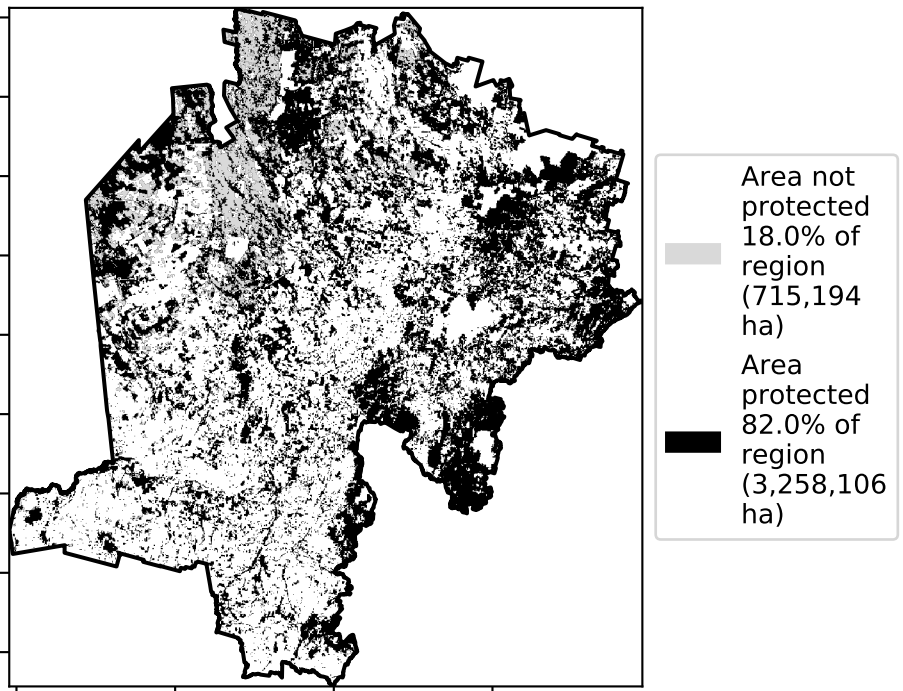 Area not
protected
18.0% of
region
(715,194
ha)
Area
protected
82.0% of
region
(3,258,106
ha)